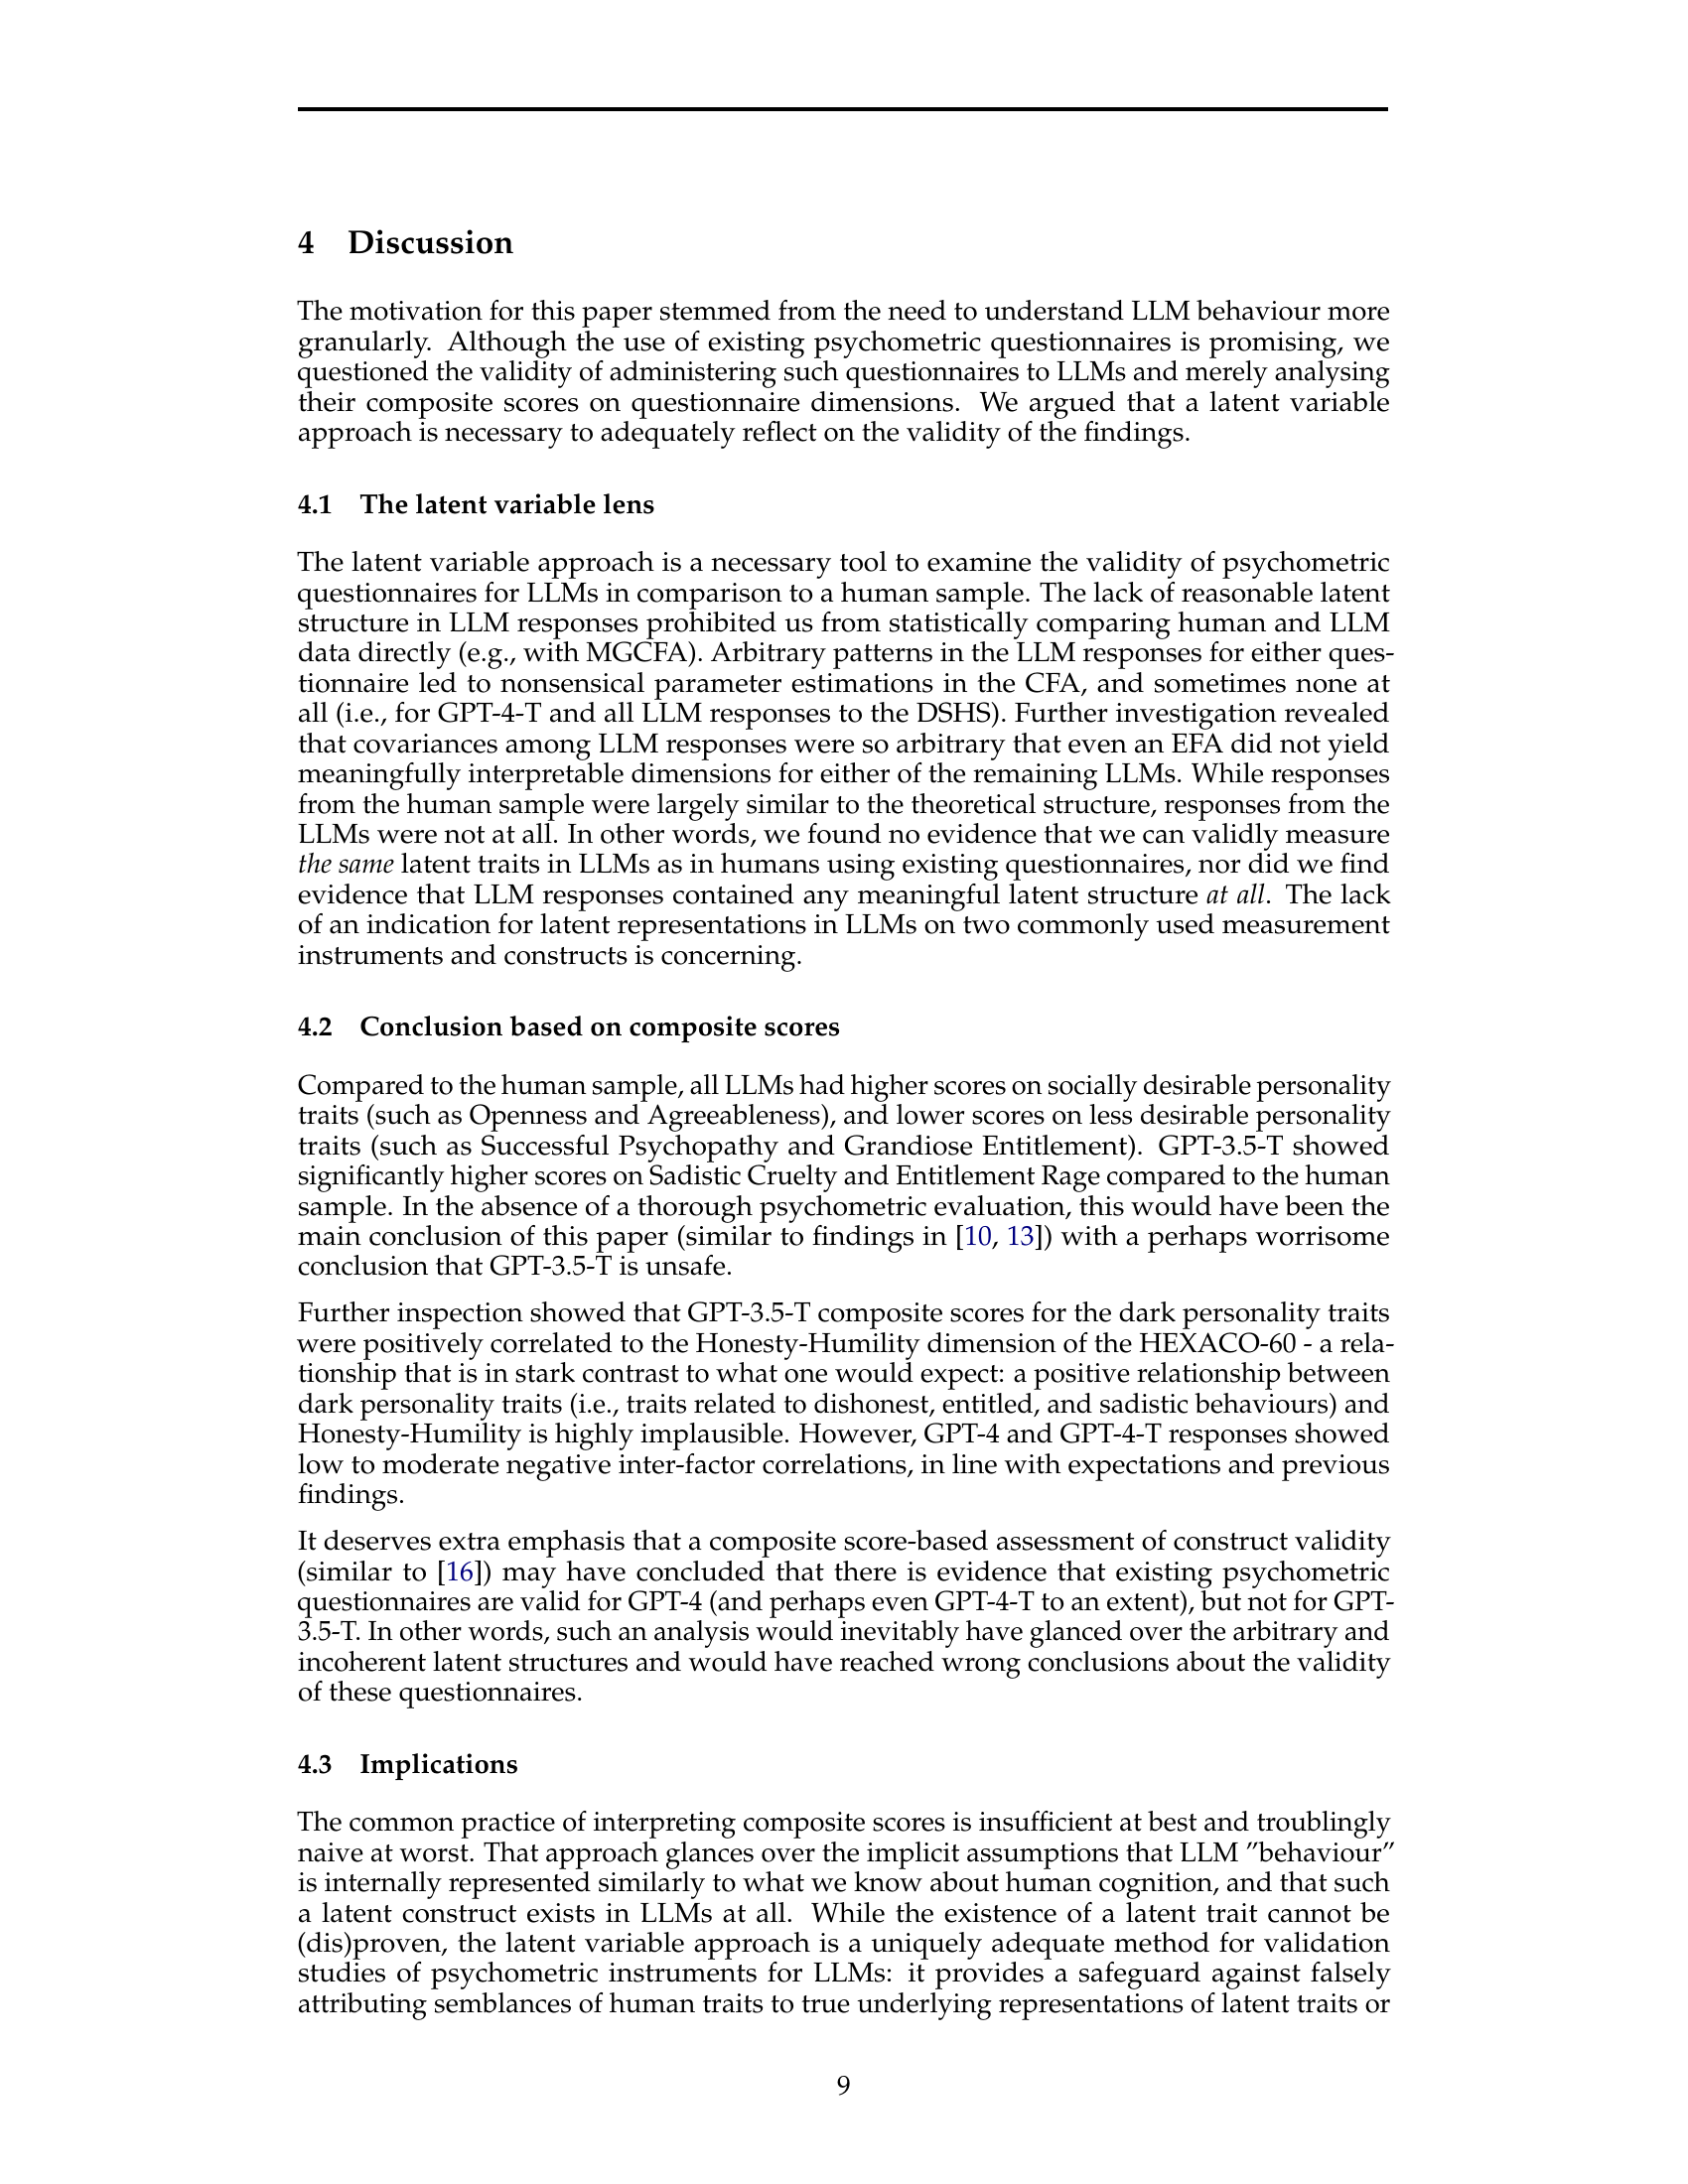 4 Discussion
The motivation for this paper stemmed from the need to understand LLM behaviour more
granularly. Although the use of existing psychometric questionnaires is promising, we
questioned the validity of administering such questionnaires to LLMs and merely analysing
their composite scores on questionnaire dimensions. We argued that a latent variable
approach is necessary to adequately reflect on the validity of the findings.
4.1 The latent variable lens
The latent variable approach is a necessary tool to examine the validity of psychometric
questionnaires for LLMs in comparison to a human sample. The lack of reasonable latent
structure in LLM responses prohibited us from statistically comparing human and LLM
data directly (e.g., with MGCFA). Arbitrary patterns in the LLM responses for either ques-
tionnaire led to nonsensical parameter estimations in the CFA, and sometimes none at
all (i.e., for GPT-4-T and all LLM responses to the DSHS). Further investigation revealed
that covariances among LLM responses were so arbitrary that even an EFA did not yield
meaningfully interpretable dimensions for either of the remaining LLMs. While responses
from the human sample were largely similar to the theoretical structure, responses from the
LLMs were not at all. In other words, we found no evidence that we can validly measure
the same latent traits in LLMs as in humans using existing questionnaires, nor did we find
evidence that LLM responses contained any meaningful latent structure at all. The lack
of an indication for latent representations in LLMs on two commonly used measurement
instruments and constructs is concerning.
4.2 Conclusion based on composite scores
Compared to the human sample, all LLMs had higher scores on socially desirable personality
traits (such as Openness and Agreeableness), and lower scores on less desirable personality
traits (such as Successful Psychopathy and Grandiose Entitlement). GPT-3.5-T showed
significantly higher scores on Sadistic Cruelty and Entitlement Rage compared to the human
sample. In the absence of a thorough psychometric evaluation, this would have been the
main conclusion of this paper (similar to findings in [10, 13]) with a perhaps worrisome
conclusion that GPT-3.5-T is unsafe.
Further inspection showed that GPT-3.5-T composite scores for the dark personality traits
were positively correlated to the Honesty-Humility dimension of the HEXACO-60 - a rela-
tionship that is in stark contrast to what one would expect: a positive relationship between
dark personality traits (i.e., traits related to dishonest, entitled, and sadistic behaviours) and
Honesty-Humility is highly implausible. However, GPT-4 and GPT-4-T responses showed
low to moderate negative inter-factor correlations, in line with expectations and previous
findings.
It deserves extra emphasis that a composite score-based assessment of construct validity
(similar to [16]) may have concluded that there is evidence that existing psychometric
questionnaires are valid for GPT-4 (and perhaps even GPT-4-T to an extent), but not for GPT-
3.5-T. In other words, such an analysis would inevitably have glanced over the arbitrary and
incoherent latent structures and would have reached wrong conclusions about the validity
of these questionnaires.
4.3 Implications
The common practice of interpreting composite scores is insufficient at best and troublingly
naive at worst. That approach glances over the implicit assumptions that LLM ”behaviour”
is internally represented similarly to what we know about human cognition, and that such
a latent construct exists in LLMs at all. While the existence of a latent trait cannot be
(dis)proven, the latent variable approach is a uniquely adequate method for validation
studies of psychometric instruments for LLMs: it provides a safeguard against falsely
attributing semblances of human traits to true underlying representations of latent traits or
9